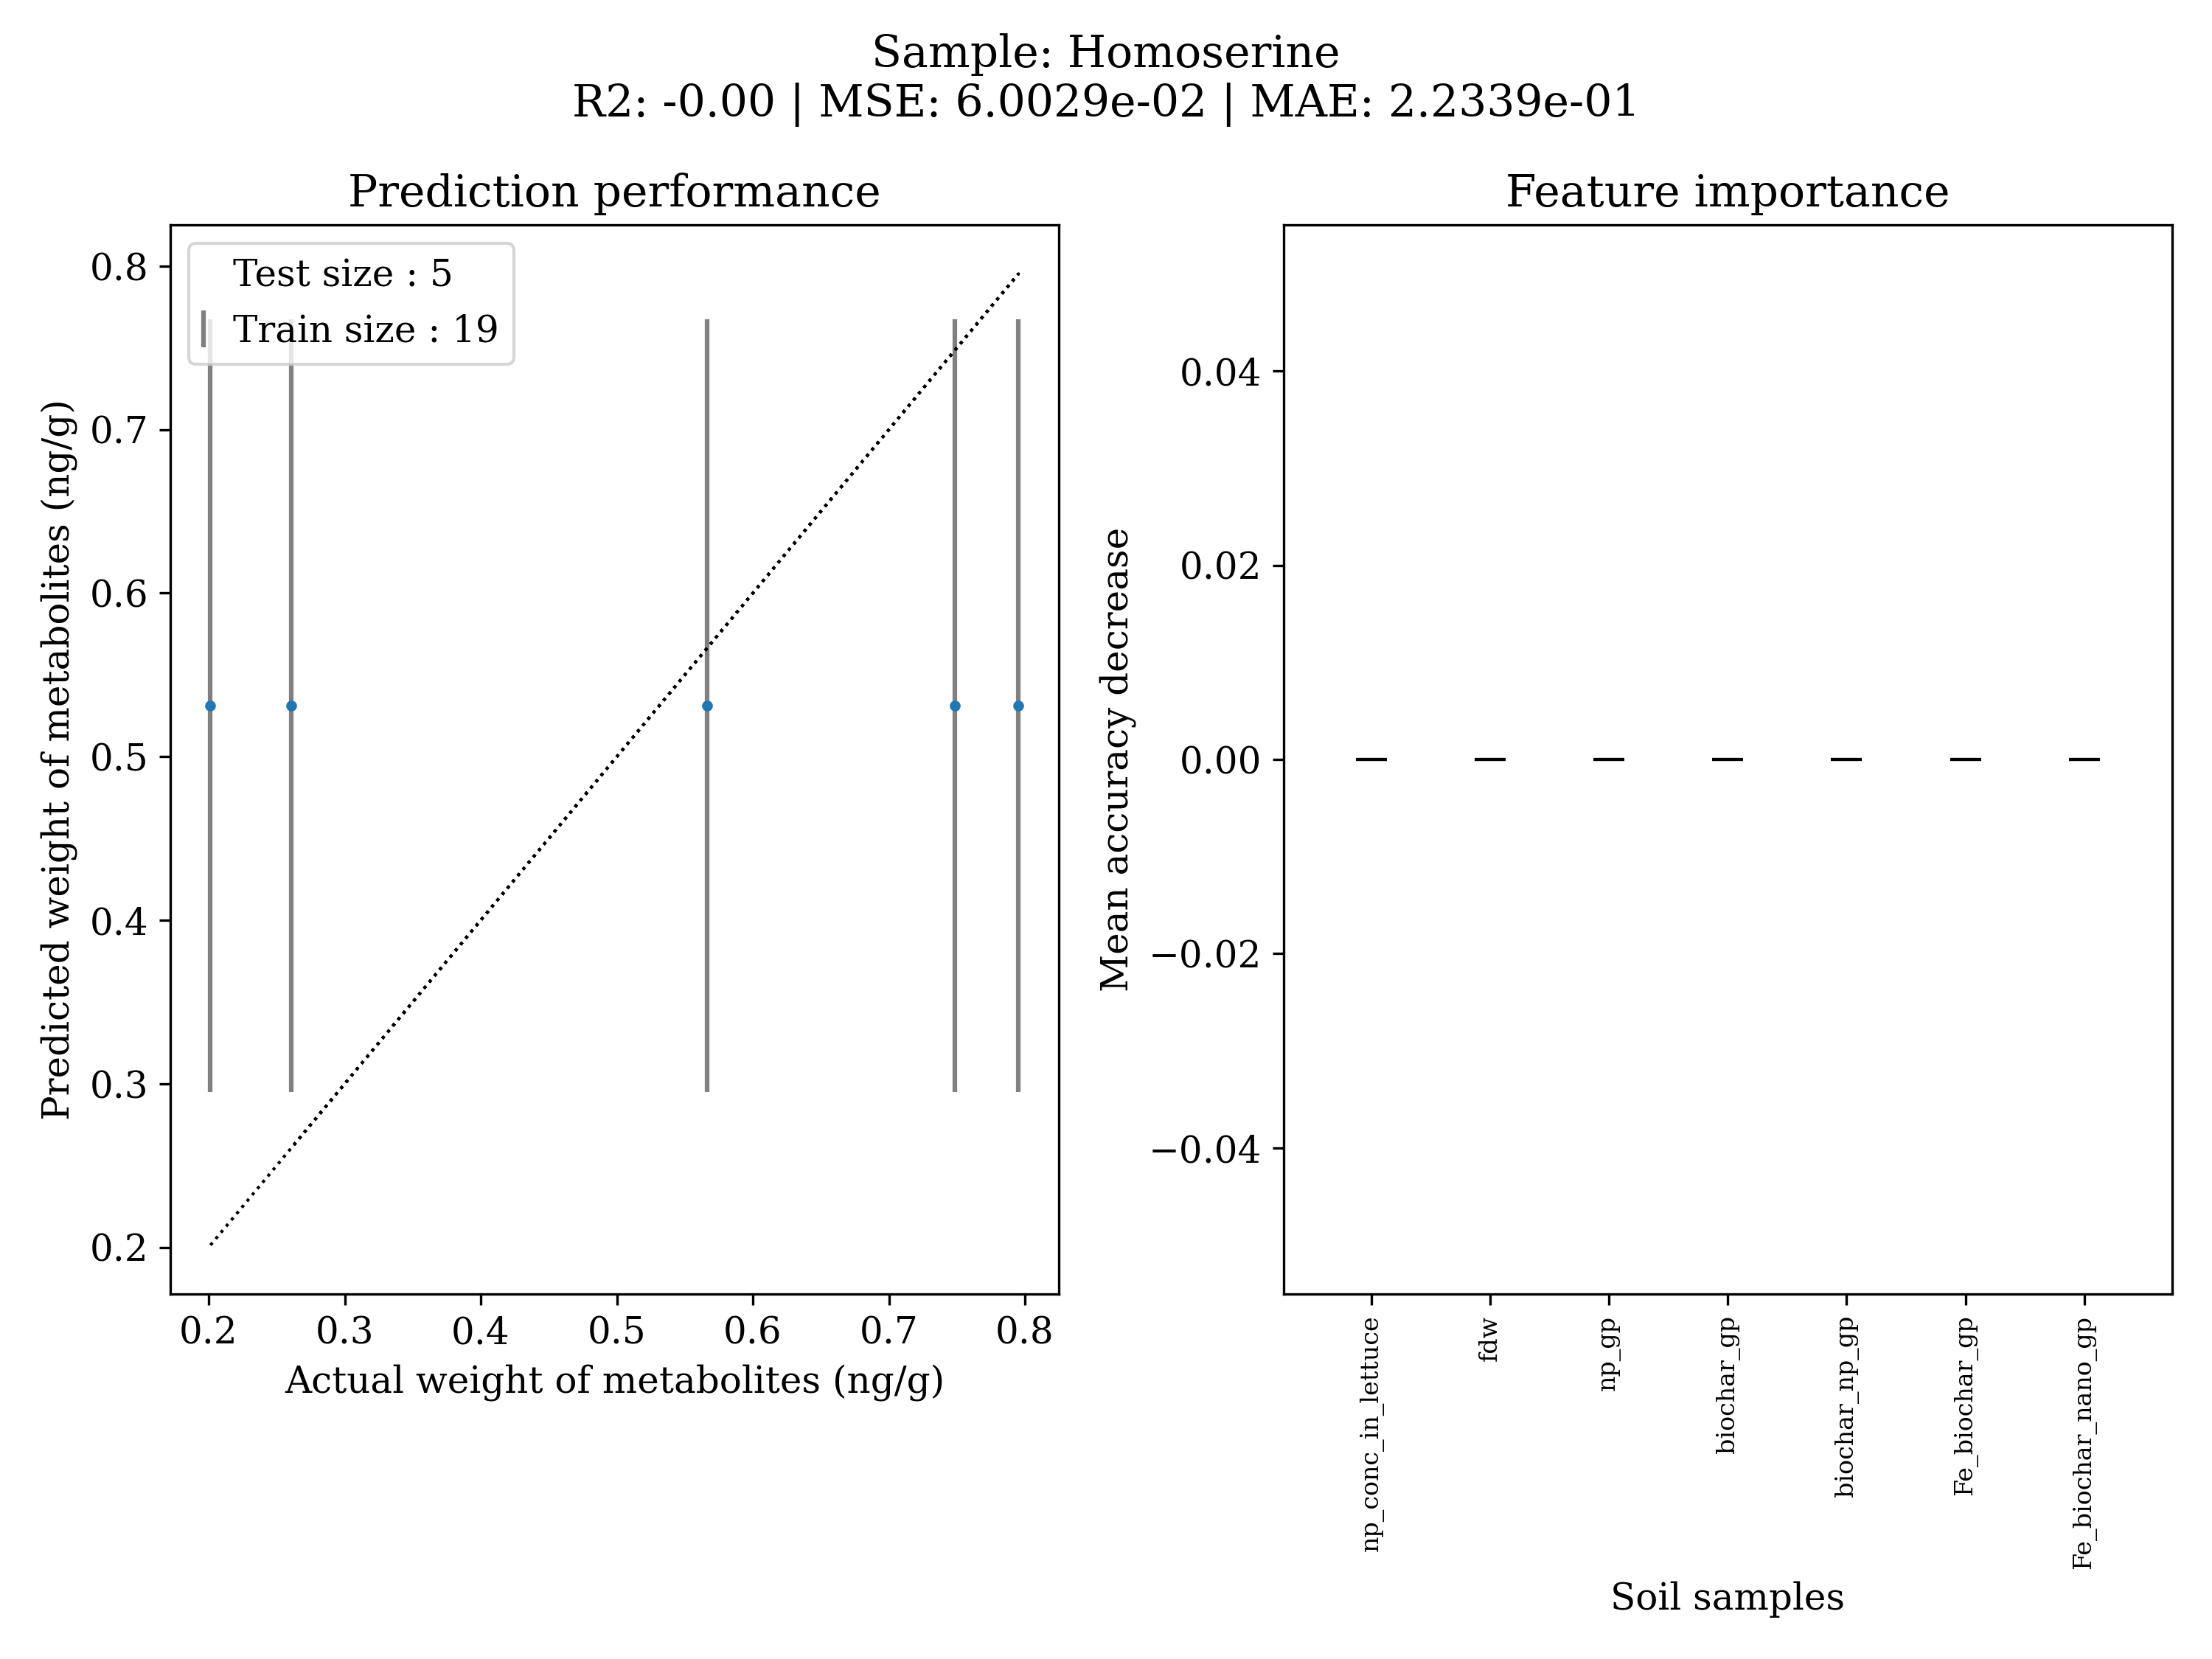 Sample: Homoserine
R2: -0.00 | MSE: 6.0029e-02 | MAE: 2.2339e-01
Prediction performance
Test size : 5
Train size : 19
0.8
0.7
0.6
0.5
0.4
0.3
0.2
Predicted weight of metabolites (ng/g)
0.2 0.3 0.4 0.5 0.6 0.7 0.8
Actual weight of metabolites (ng/g)
Feature importance
0.04
0.02
0.00
−0.02
−0.04
Mean accuracy decrease
np_conc_in_lettuce
fdw
np_gp
biochar_gp
biochar_np_gp
Fe_biochar_gp
Fe_biochar_nano_gp
Soil samples